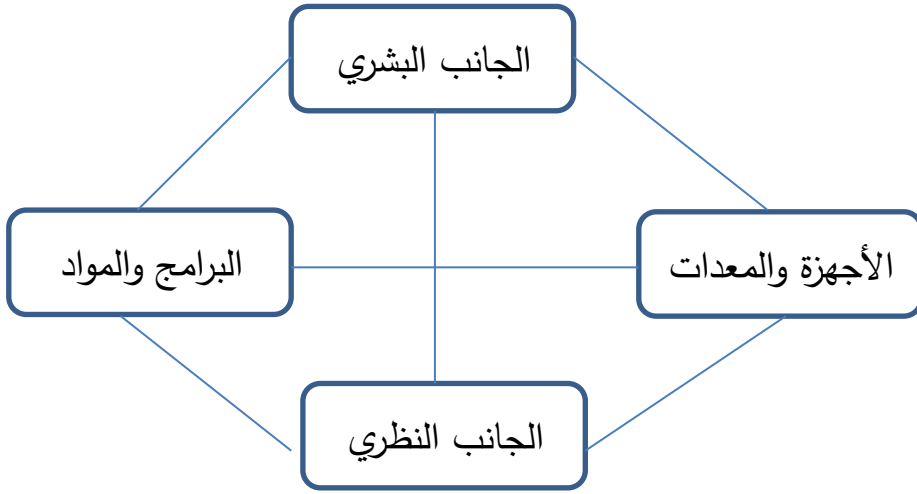 الجانب البشري
الأجهزة والمعدات
البرامج والمواد
الجانب النظري